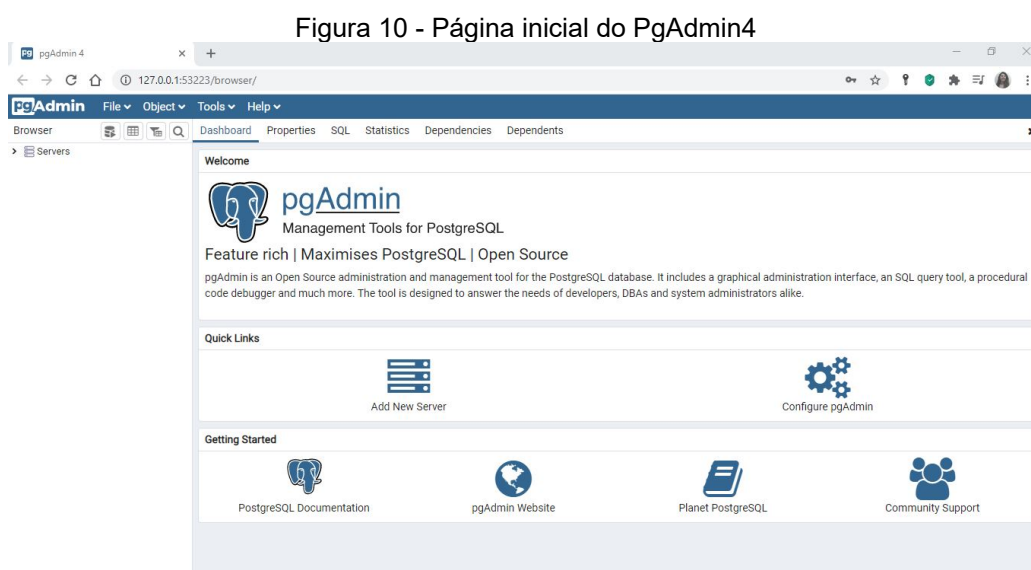 Figura 10 - Página inicial do PgAdmin4
pgAdmin 4
127.0.0.1:53223/browser/
pgAdmin File Object Tools Help
Browser
Dashboard Properties SQL Statistics Dependencies Dependents
Servers
Welcome
pgAdmin
Management Tools for PostgreSQL
Feature rich | Maximises PostgreSQL | Open Source
pgAdmin is an Open Source administration and management tool for the PostgreSQL database. It includes a graphical administration interface, an SQL query tool, a procedural
code debugger and much more. The tool is designed to answer the needs of developers, DBAs and system administrators alike.
Quick Links
Add New Server
Configure pgAdmin
Getting Started
PostgreSQL Documentation
pgAdmin Website
Planet PostgreSQL
Community Support